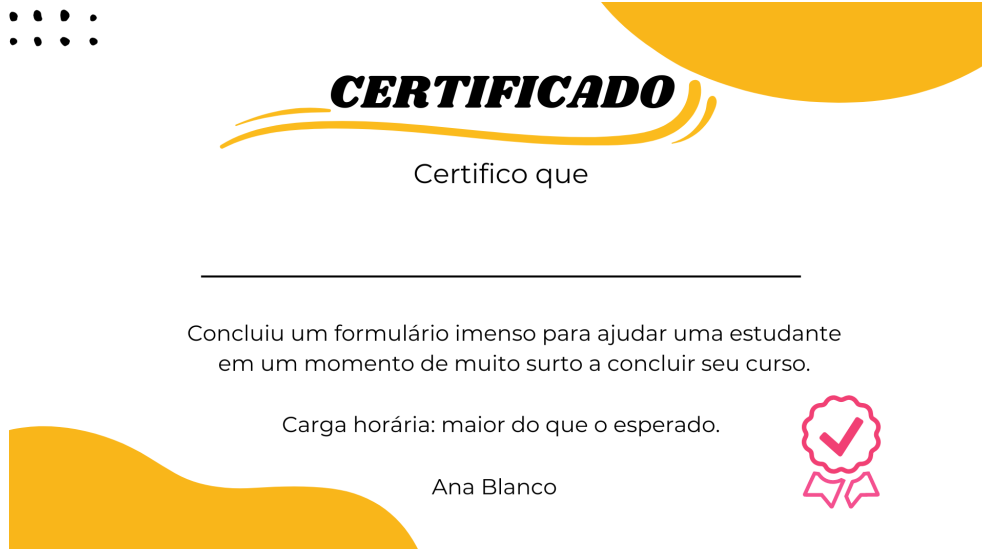 CERTIFICADO
Certifico que
Concluiu um formulário imenso para ajudar uma estudante
em um momento de muito surto a concluir seu curso.
Carga horária: maior do que o esperado.
Ana Blanco